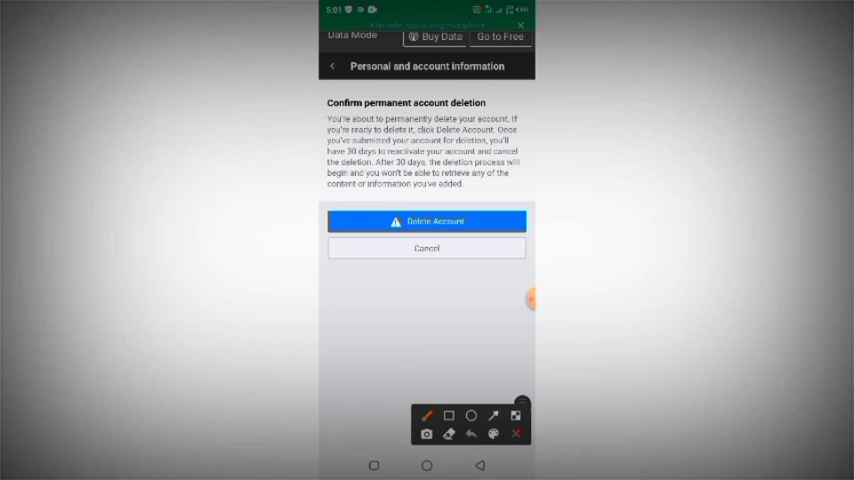 5:01
Data Mode
Buy Data
Go to Free
Personal and account information
Confirm permanent account deletion
You're about to permanently delete your account. If
you're ready to delete it, click Delete Account. Once
you've submitted your account for deletion, you'll
have 30 days to reactivate your account and cancel
the deletion. After 30 days, the deletion process will
begin and you won't be able to retrieve any of the
content or information you've added.
Delete Account
Cancel